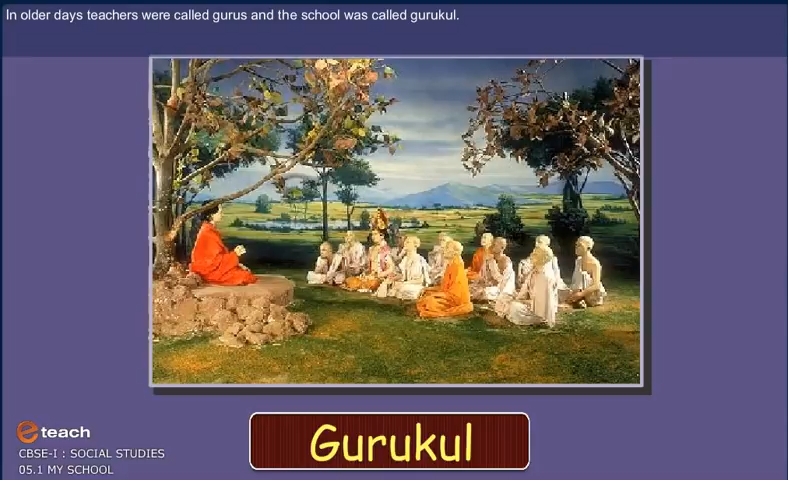 In older days teachers were called gurus and the school was called gurukul.
Gurukul
e teach
CBSE-I : SOCIAL STUDIES
05.1 MY SCHOOL